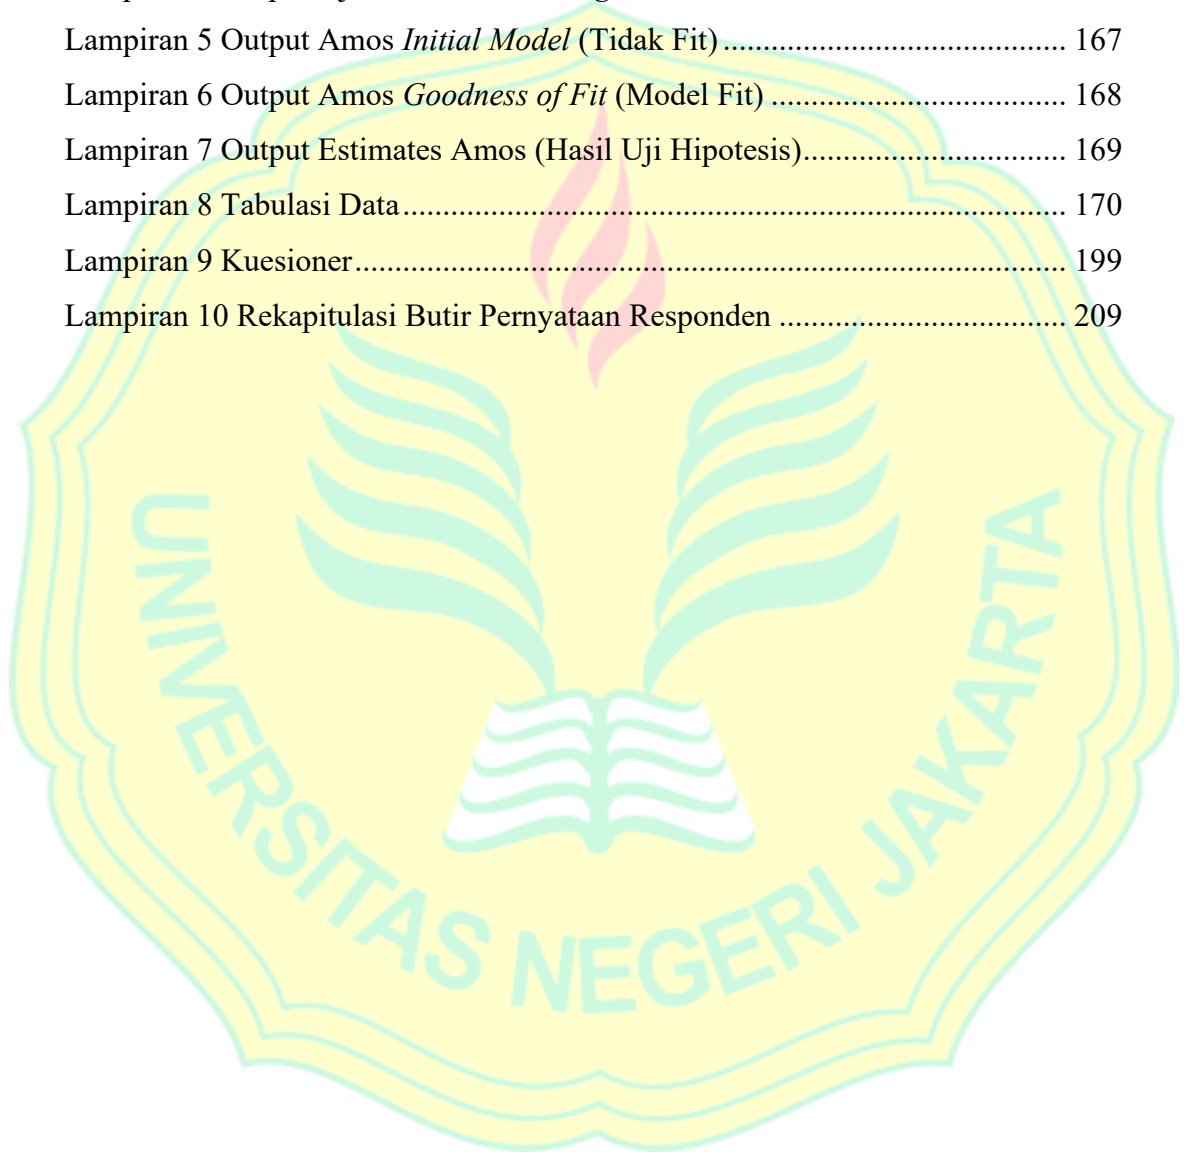 Lampiran 5 Output Amos Initial Model (Tidak Fit) .......................................... 167
Lampiran 6 Output Amos Goodness of Fit (Model Fit) .................................... 168
Lampiran 7 Output Estimates Amos (Hasil Uji Hipotesis)................................ 169
Lampiran 8 Tabulasi Data................................................................................... 170
Lampiran 9 Kuesioner......................................................................................... 199
Lampiran 10 Rekapitulasi Butir Pernyataan Responden .................................... 209
UNIVERSITAS NEGERI JAKARTA